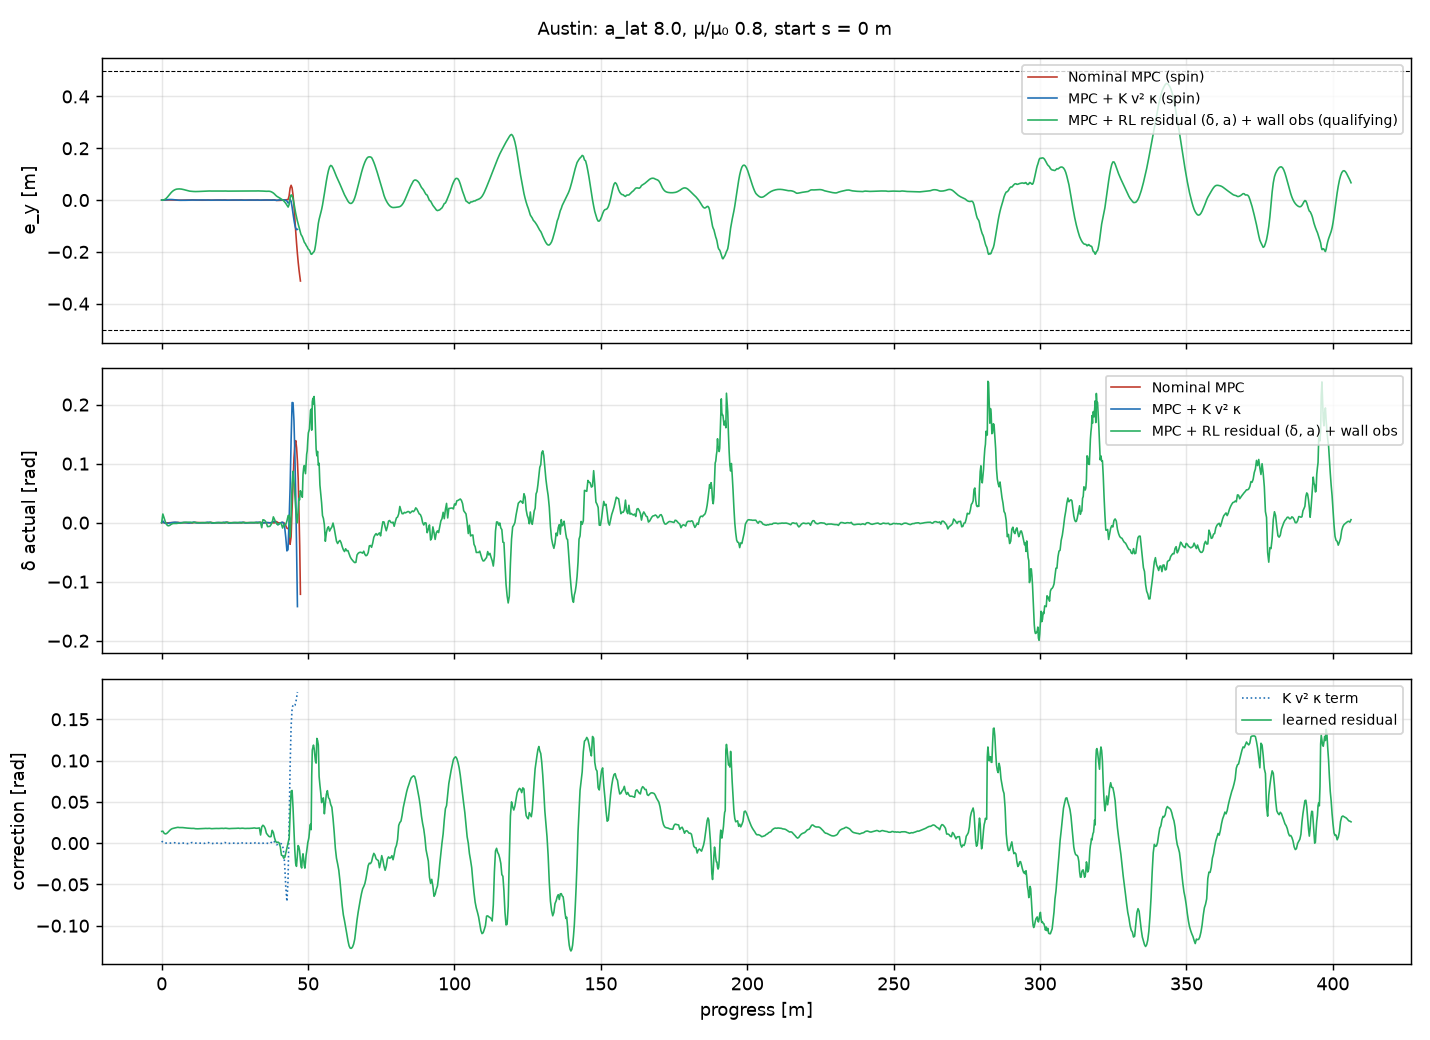 Austin: a_lat 8.0, μ/μ₀ 0.8, start s = 0 m
e_y [m]
0.4
0.2
0.0
−0.2
−0.4
Nominal MPC (spin)
MPC + K v² κ (spin)
MPC + RL residual (δ, a) + wall obs (qualifying)
δ actual [rad]
0.2
0.1
0.0
−0.1
−0.2
Nominal MPC
MPC + K v² κ
MPC + RL residual (δ, a) + wall obs
correction [rad]
0.15
0.10
0.05
0.00
−0.05
−0.10
K v² κ term
learned residual
0 50 100 150 200 250 300 350 400
progress [m]